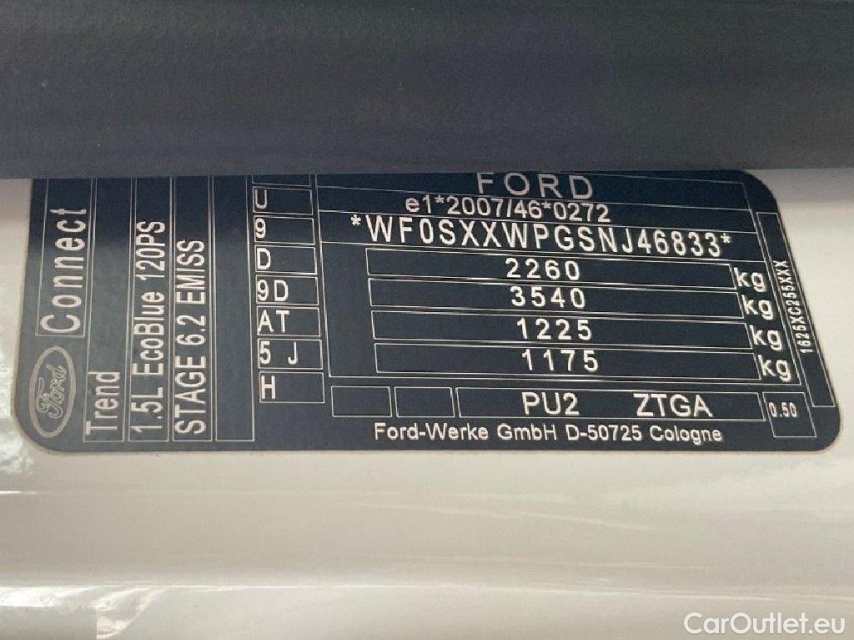 Ford
Connect
Trend
1.5L EcoBlue 120PS
STAGE 6.2 EMISS
U
9
D
9D
AT
5 J
H
FORD
e1*2007/46*0272
*WF0SXXWPGSNJ46833*
2260 kg
3540 kg
1225 kg
1175 kg
PU2 ZTGA
0.50
Ford-Werke GmbH D-50725 Cologne
1625XC255XXX
CarOutlet.eu